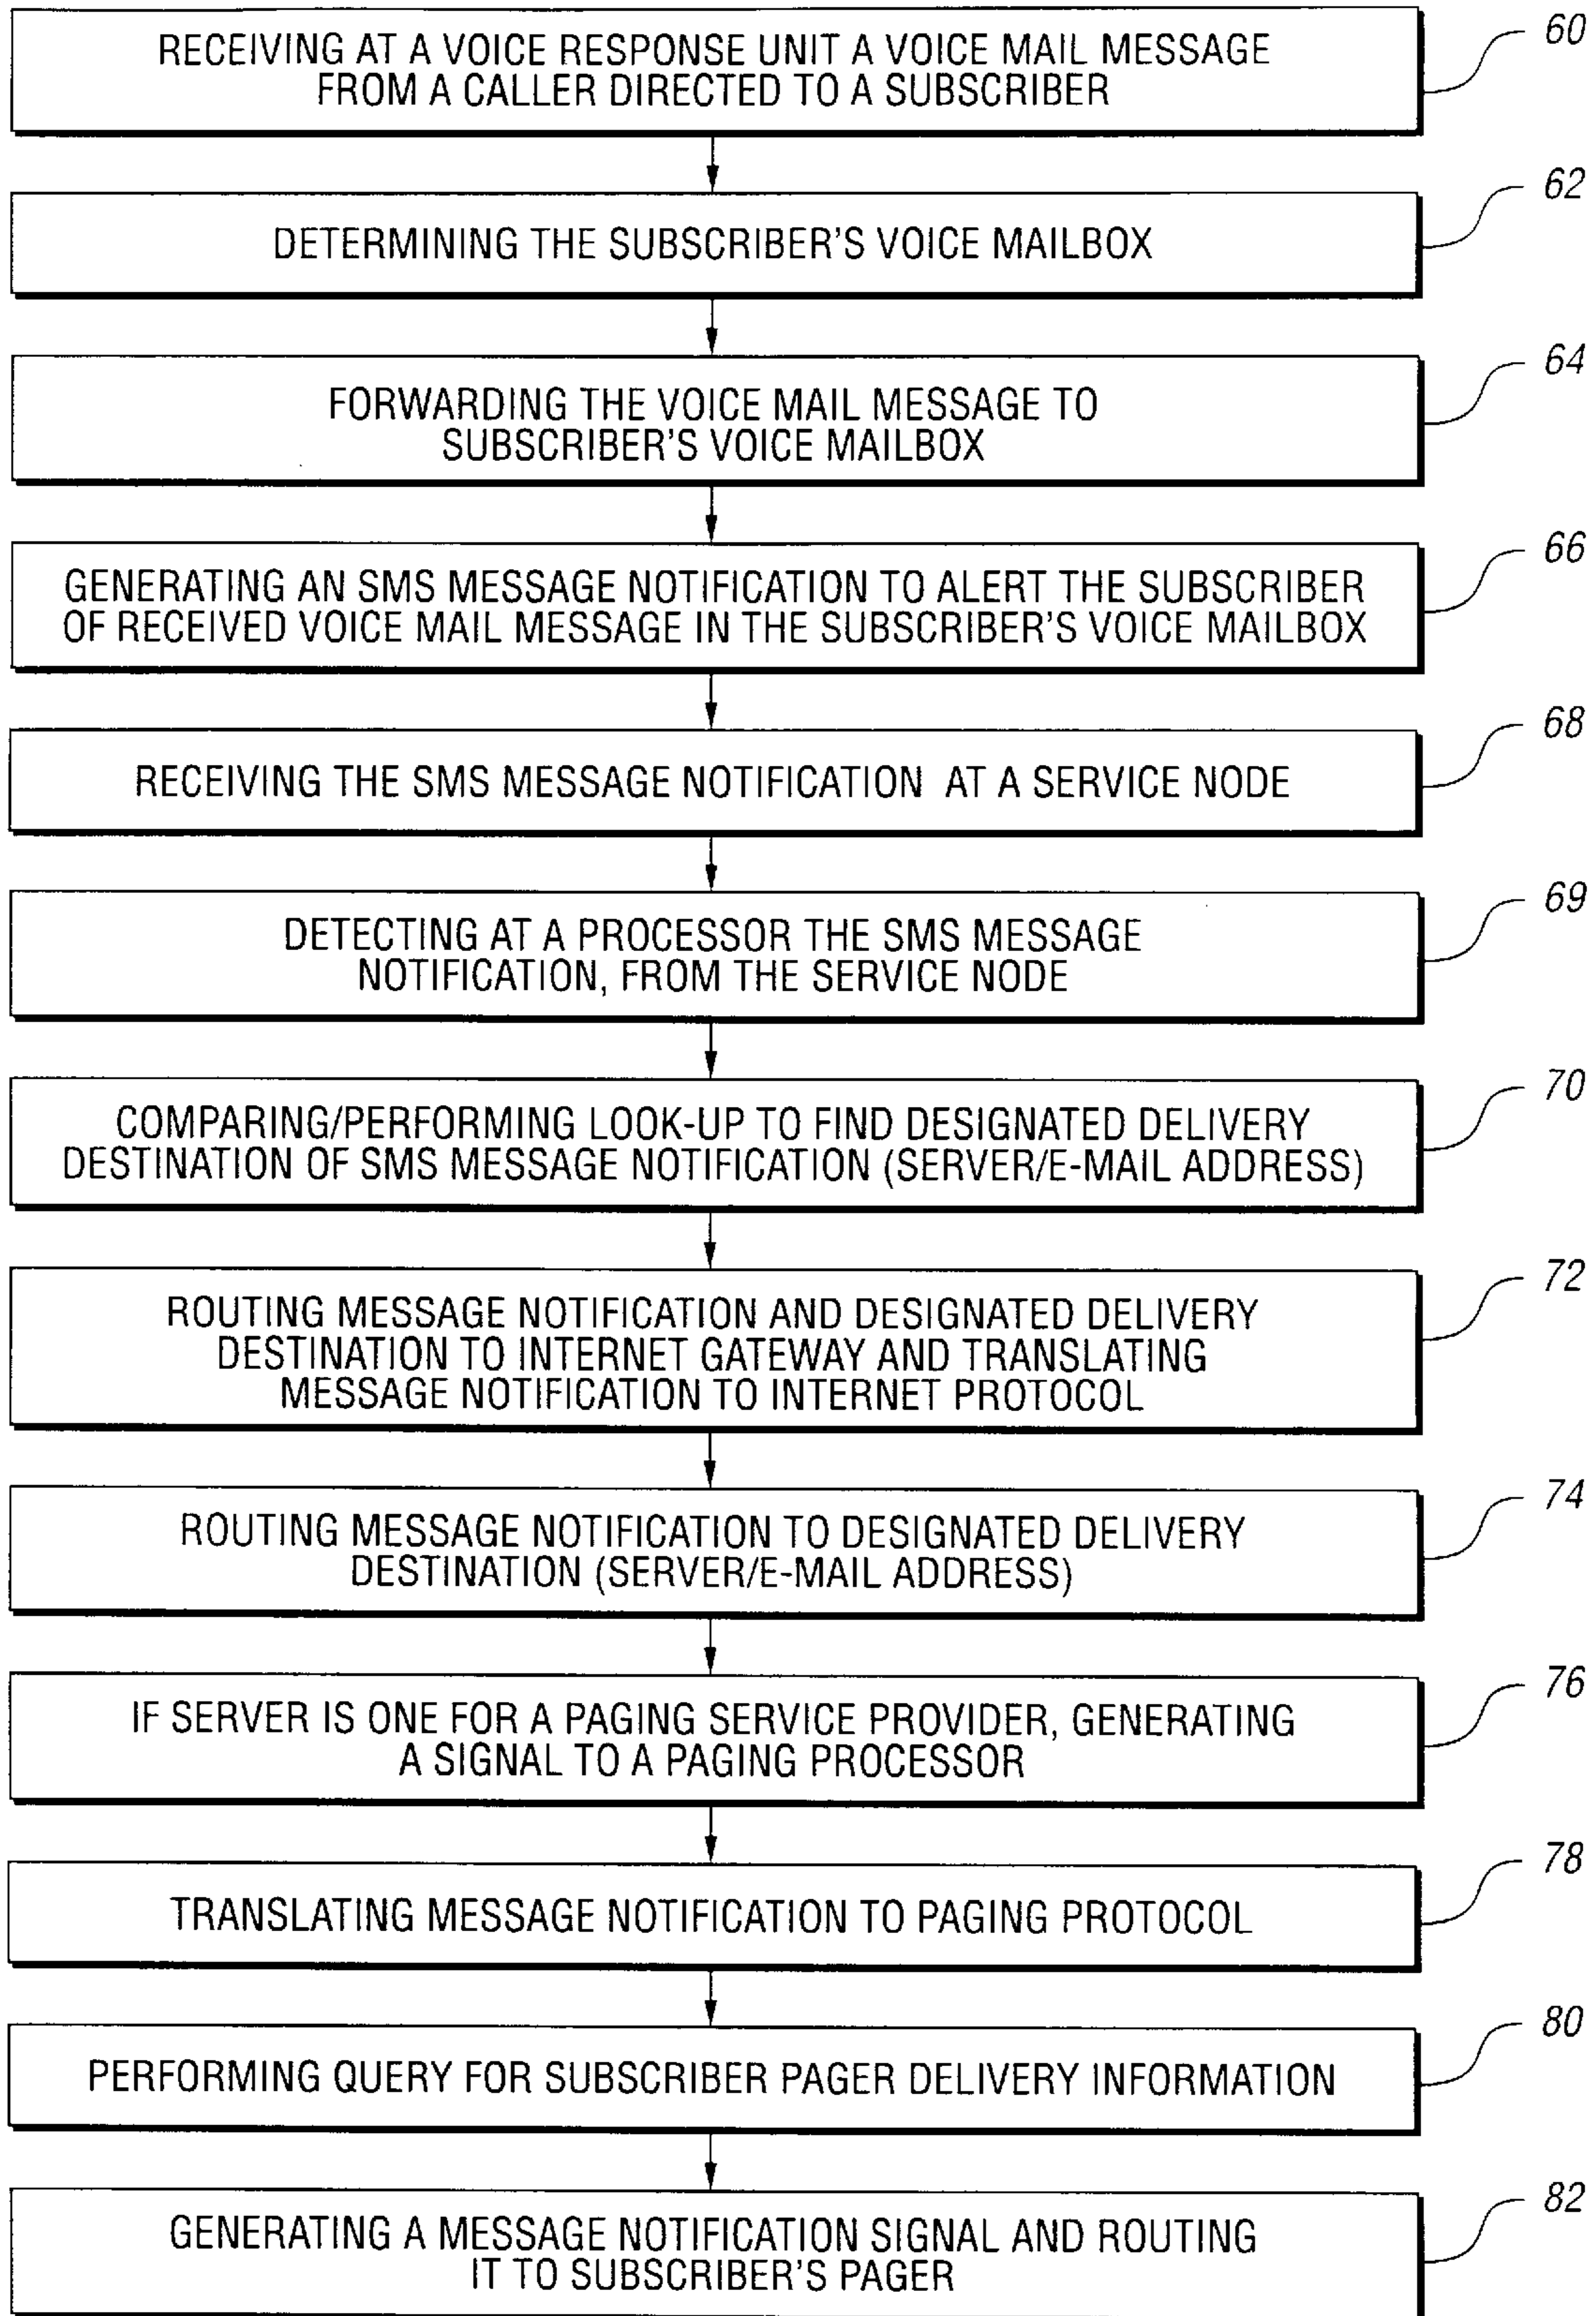 RECEIVING AT A VOICE RESPONSE UNIT A VOICE MAIL MESSAGE
FROM A CALLER DIRECTED TO A SUBSCRIBER
60
DETERMINING THE SUBSCRIBER'S VOICE MAILBOX
62
FORWARDING THE VOICE MAIL MESSAGE TO
SUBSCRIBER'S VOICE MAILBOX
64
GENERATING AN SMS MESSAGE NOTIFICATION TO ALERT THE SUBSCRIBER
OF RECEIVED VOICE MAIL MESSAGE IN THE SUBSCRIBER'S VOICE MAILBOX
66
RECEIVING THE SMS MESSAGE NOTIFICATION AT A SERVICE NODE
68
DETECTING AT A PROCESSOR THE SMS MESSAGE
NOTIFICATION, FROM THE SERVICE NODE
69
COMPARING/PERFORMING LOOK-UP TO FIND DESIGNATED DELIVERY
DESTINATION OF SMS MESSAGE NOTIFICATION (SERVER/E-MAIL ADDRESS)
70
ROUTING MESSAGE NOTIFICATION AND DESIGNATED DELIVERY
DESTINATION TO INTERNET GATEWAY AND TRANSLATING
MESSAGE NOTIFICATION TO INTERNET PROTOCOL
72
ROUTING MESSAGE NOTIFICATION TO DESIGNATED DELIVERY
DESTINATION (SERVER/E-MAIL ADDRESS)
74
IF SERVER IS ONE FOR A PAGING SERVICE PROVIDER, GENERATING
A SIGNAL TO A PAGING PROCESSOR
76
TRANSLATING MESSAGE NOTIFICATION TO PAGING PROTOCOL
78
PERFORMING QUERY FOR SUBSCRIBER PAGER DELIVERY INFORMATION
80
GENERATING A MESSAGE NOTIFICATION SIGNAL AND ROUTING
IT TO SUBSCRIBER'S PAGER
82